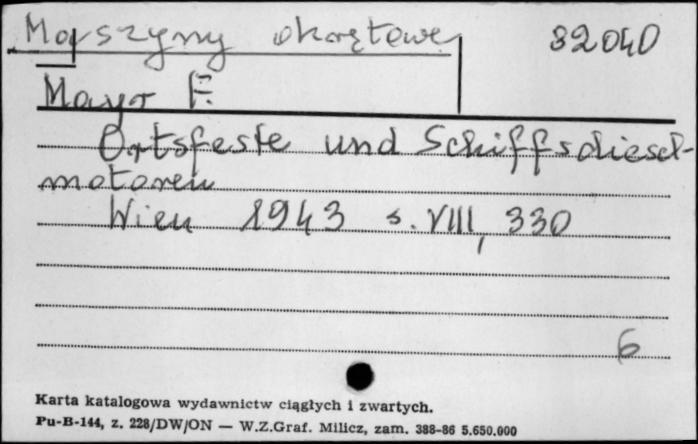 Maszyny okrętowe 32040
Mayr F.
Ortsfeste und Schiffsdiesel-
motoren
Wien 1943 s. VIII, 330
6
Karta katalogowa wydawnictw ciągłych i zwartych.
Pu-B-144, z. 228/DW/ON — W.Z.Graf. Milicz, zam. 388-86 5.650.000